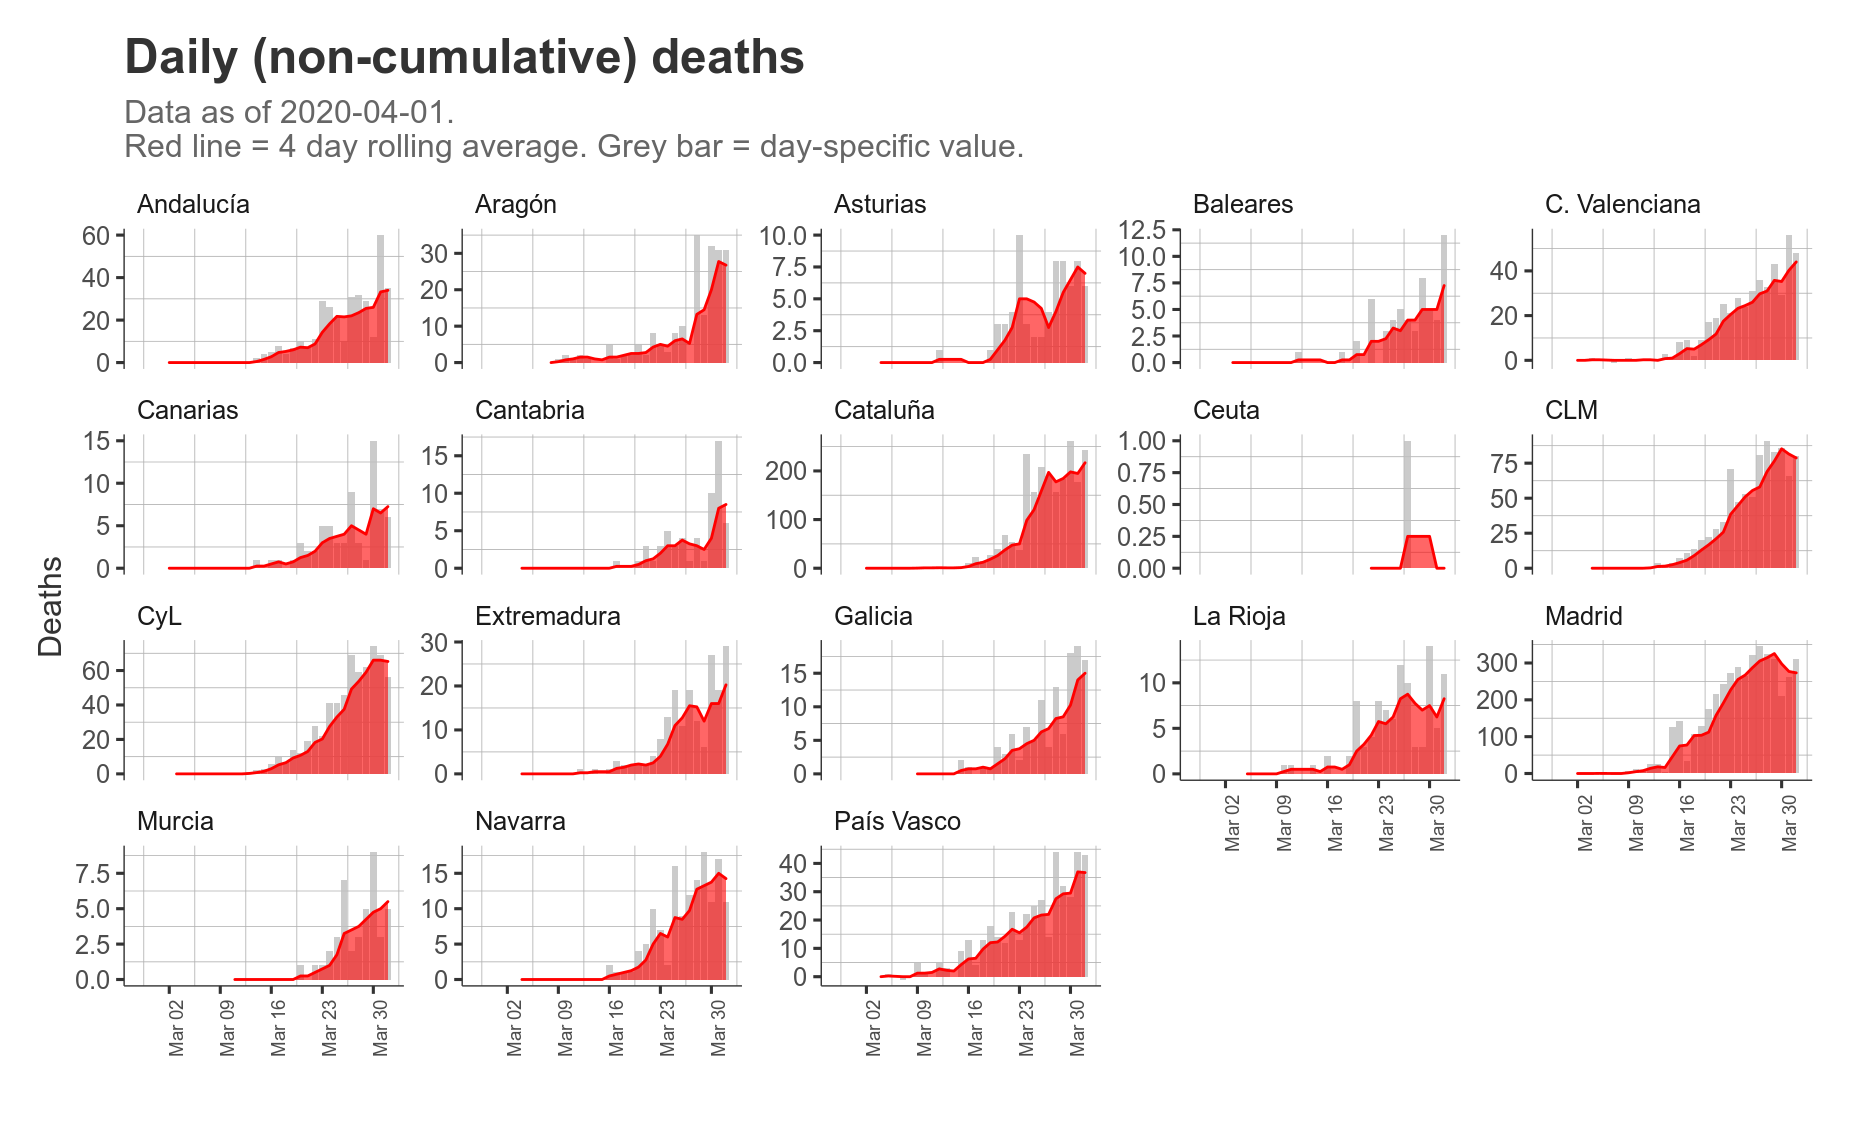 Daily (non-cumulative) deaths
Data as of 2020-04-01.
Red line = 4 day rolling average. Grey bar = day-specific value.
Deaths
Andalucía
60
40
20
0
Aragón
30
20
10
0
Asturias
10.0
7.5
5.0
2.5
0.0
Baleares
12.5
10.0
7.5
5.0
2.5
0.0
C. Valenciana
40
20
0
Canarias
15
10
5
0
Cantabria
15
10
5
0
Cataluña
200
100
0
Ceuta
1.00
0.75
0.50
0.25
0.00
CLM
75
50
25
0
CyL
60
40
20
0
Extremadura
30
20
10
0
Galicia
15
10
5
0
La Rioja
10
5
0
Mar 02
Mar 09
Mar 16
Mar 23
Mar 30
Madrid
300
200
100
0
Mar 02
Mar 09
Mar 16
Mar 23
Mar 30
Murcia
7.5
5.0
2.5
0.0
Mar 02
Mar 09
Mar 16
Mar 23
Mar 30
Navarra
15
10
5
0
Mar 02
Mar 09
Mar 16
Mar 23
Mar 30
País Vasco
40
30
20
10
0
Mar 02
Mar 09
Mar 16
Mar 23
Mar 30